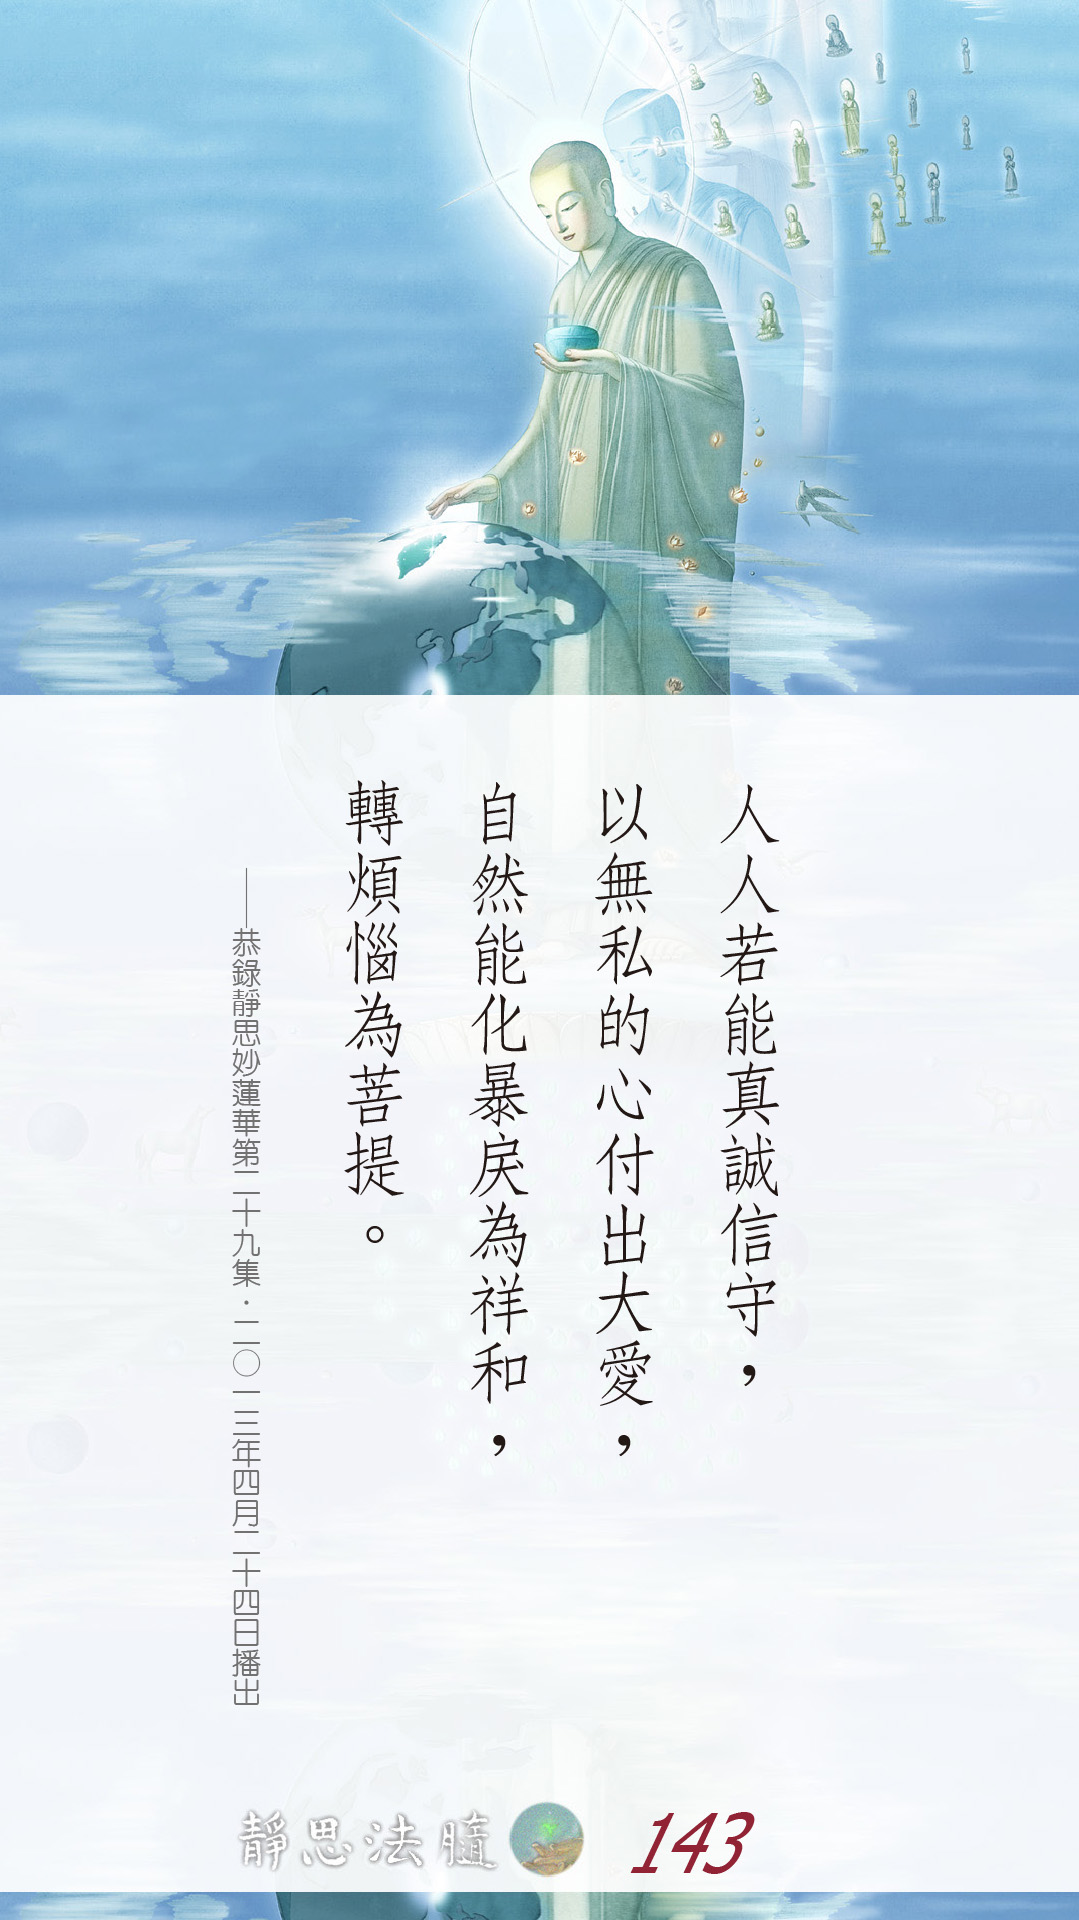 人人若能真誠信守，
以無私的心付出大愛，
自然能化暴戾為祥和，
轉煩惱為菩提。
——恭錄靜思妙蓮華第二十九集．二〇一三年四月二十四日播出
靜思法髓
143